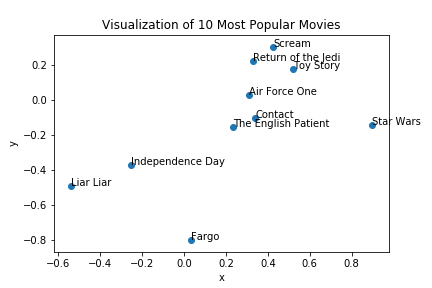 Visualization of 10 Most Popular Movies
Scream
Return of the Jedi
Toy Story
Air Force One
Contact
The English Patient
Star Wars
Independence Day
Liar Liar
Fargo
0.2
0.0
−0.2
−0.4
−0.6
−0.8
y
−0.6 −0.4 −0.2 0.0 0.2 0.4 0.6 0.8
x